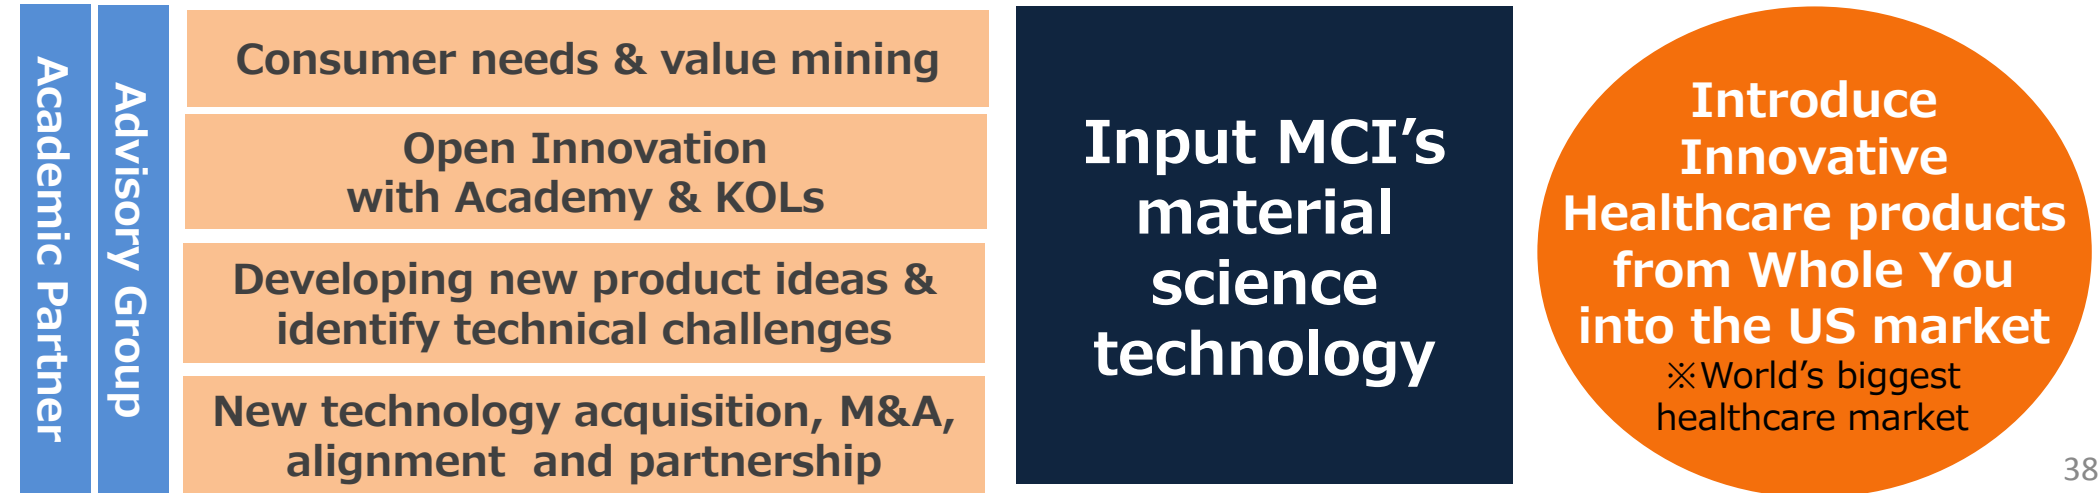 Academic Partner
Advisory Group
Consumer needs & value mining
Open Innovation
with Academy & KOLs
Developing new product ideas &
identify technical challenges
New technology acquisition, M&A,
alignment and partnership
Input MCI’s
material
science
technology
Introduce
Innovative
Healthcare products
from Whole You
into the US market
※World’s biggest
healthcare market
38